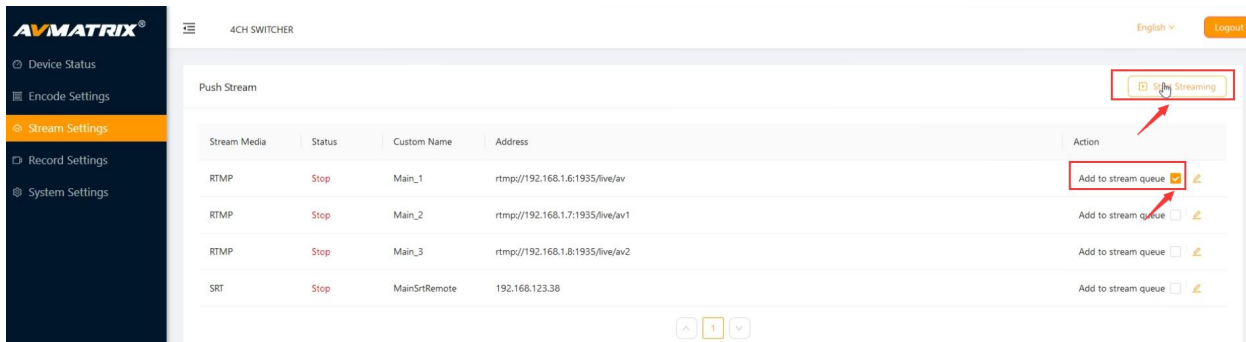 AVMATRIX®
4CH SWITCHER
English
Logout
Device Status
Encode Settings
Stream Settings
Record Settings
System Settings
Push Stream
Start Streaming
Stream Media Status Custom Name Address Action
RTMP Stop Main_1 rtmp://192.168.1.6:1935/live/av Add to stream queue
RTMP Stop Main_2 rtmp://192.168.1.7:1935/live/av1 Add to stream queue
RTMP Stop Main_3 rtmp://192.168.1.8:1935/live/av2 Add to stream queue
SRT Stop MainSrtRemote 192.168.123.38 Add to stream queue
1